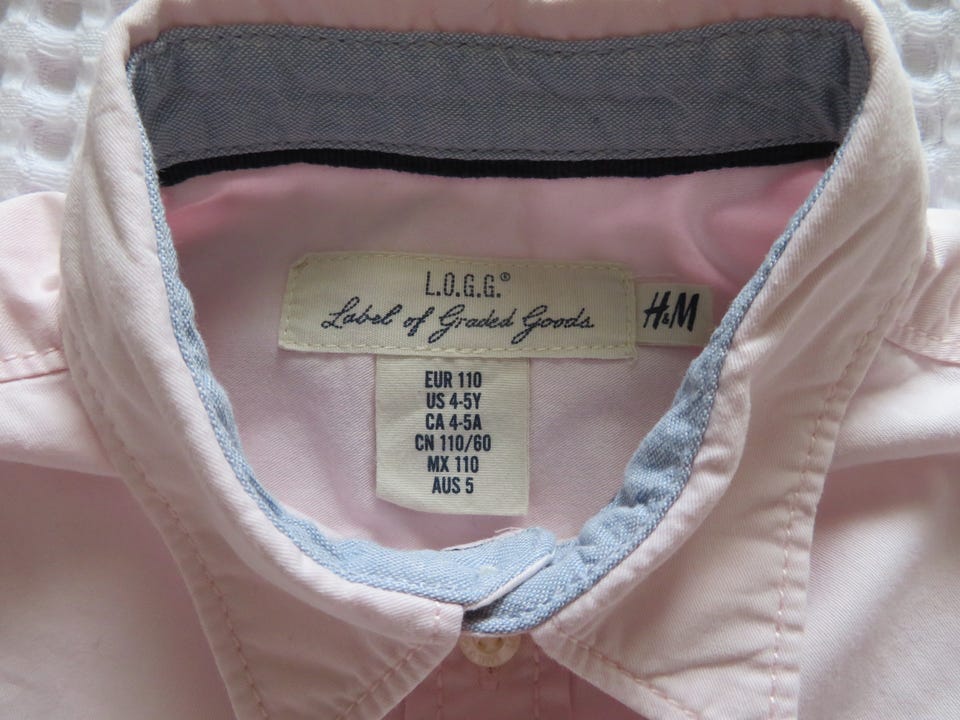 L.O.G.G.®
Label of Graded Goods
H&M
EUR 110
US 4-5Y
CA 4-5A
CN 110/60
MX 110
AUS 5